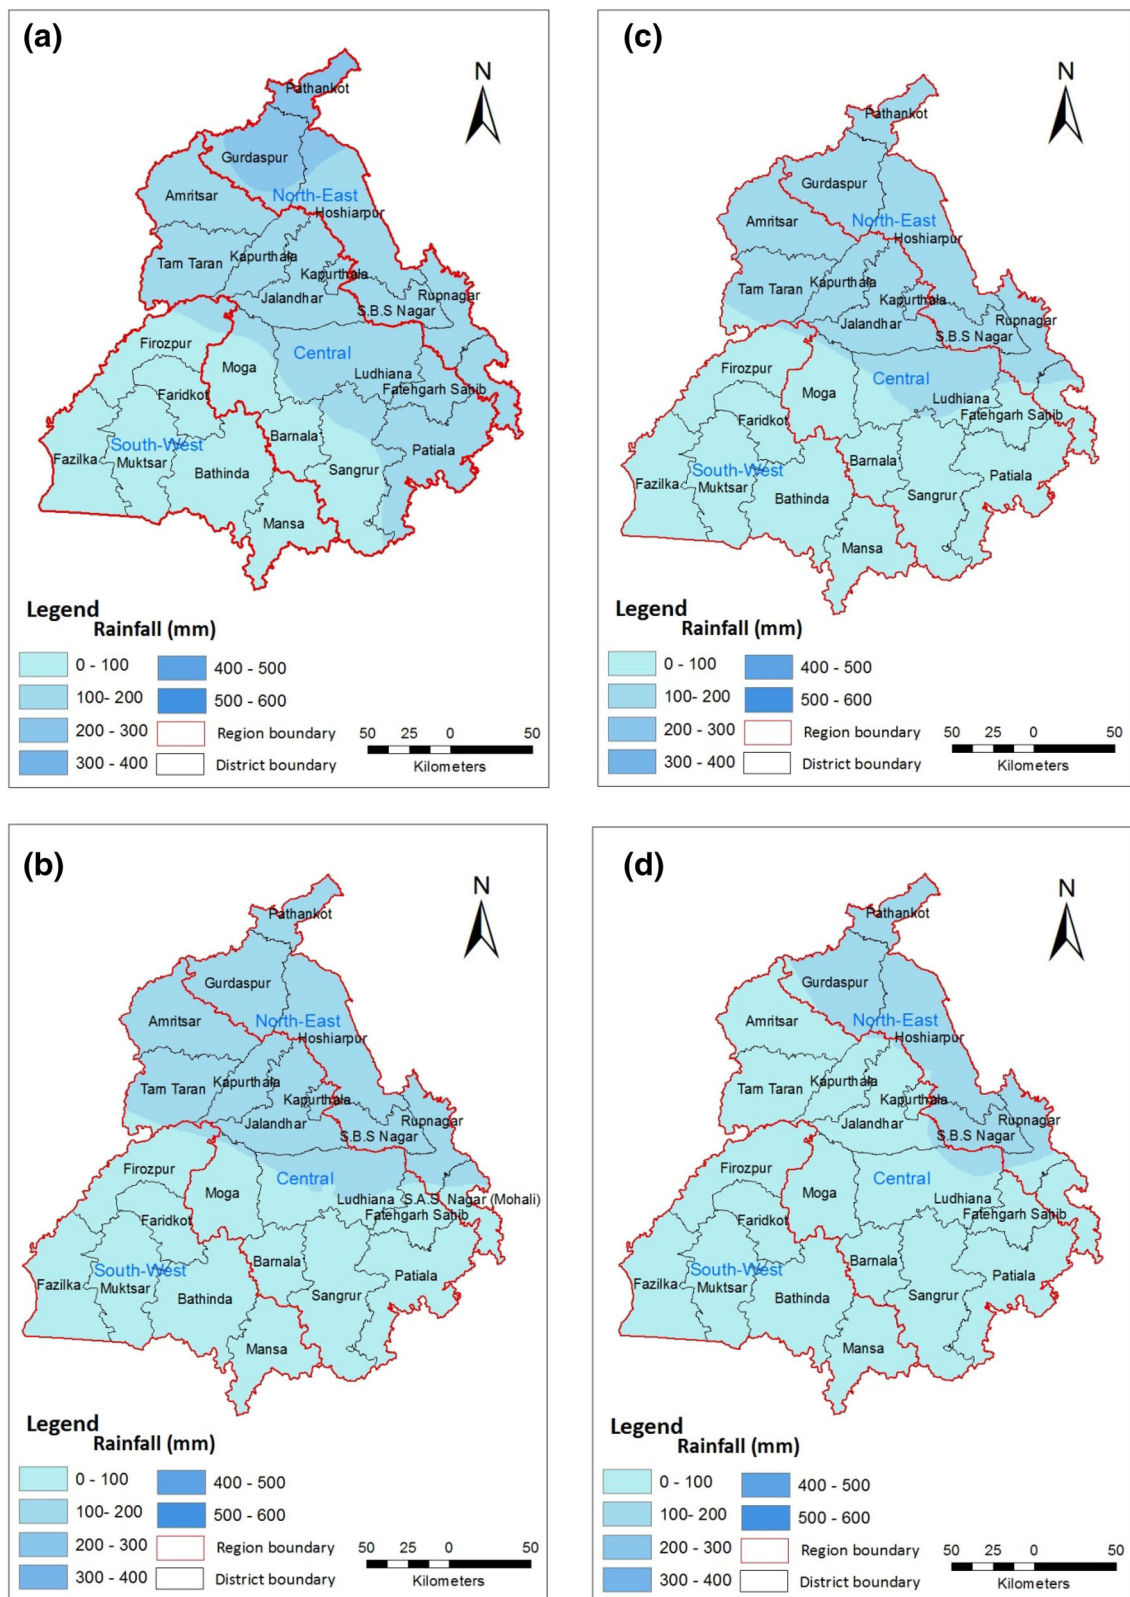 (a)
N
Pathankot
Gurdaspur
Amritsar
North-East
Hoshiarpur
Tam Taran
Kapurthala
Kapurthala
Jalandhar
Rupnagar
S.B.S Nagar
Firozpur
Central
Moga
Ludhiana
Faridkot
Fatehgarh Sahib
Barnala
South-West
Patiala
Fazilka
Muktsar
Bathinda
Sangrur
Mansa
Legend
Rainfall (mm)
0 - 100
400 - 500
100- 200
500 - 600
200 - 300
Region boundary
300 - 400
District boundary
50 25 0 50
Kilometers
(c)
N
Pathankot
Gurdaspur
Amritsar
North-East
Hoshiarpur
Tam Taran
Kapurthala
Kapurthala
Jalandhar
Rupnagar
S.B.S Nagar
Firozpur
Central
Moga
Ludhiana
Faridkot
Fatehgarh Sahib
Barnala
South-West
Patiala
Fazilka
Muktsar
Bathinda
Sangrur
Mansa
Legend
Rainfall (mm)
0 - 100
400 - 500
100- 200
500 - 600
200 - 300
Region boundary
300 - 400
District boundary
50 25 0 50
Kilometers
(b)
N
Pathankot
Gurdaspur
Amritsar
North-East
Hoshiarpur
Tam Taran
Kapurthala
Kapurthala
Jalandhar
Rupnagar
S.B.S Nagar
Firozpur
Central
Moga
Ludhiana
S.A.S. Nagar (Mohali)
Faridkot
Fatehgarh Sahib
Barnala
South-West
Patiala
Fazilka
Muktsar
Bathinda
Sangrur
Mansa
Legend
Rainfall (mm)
0 - 100
400 - 500
100- 200
500 - 600
200 - 300
Region boundary
300 - 400
District boundary
50 25 0 50
Kilometers
(d)
N
Pathankot
Gurdaspur
Amritsar
North-East
Hoshiarpur
Tam Taran
Kapurthala
Kapurthala
Jalandhar
Rupnagar
S.B.S Nagar
Firozpur
Central
Moga
Ludhiana
Faridkot
Fatehgarh Sahib
Barnala
South-West
Patiala
Fazilka
Muktsar
Bathinda
Sangrur
Mansa
Legend
Rainfall (mm)
0 - 100
400 - 500
100- 200
500 - 600
200 - 300
Region boundary
300 - 400
District boundary
50 25 0 50
Kilometers